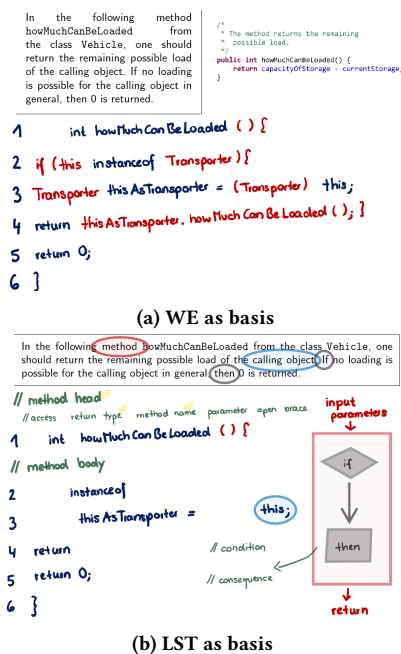 In the following method
howMuchCanBeLoaded from
the class Vehicle, one should
return the remaining possible load
of the calling object. If no loading
is possible for the calling object in
general, then 0 is returned.
/*
* The method returns the remaining
possible load.
*/
public int howMuchCanBeLoaded() {
return capacityOfStorage - currentStorage;
}
1 int howMuchCanBeLoaded () {
2 if (this instanceof Transporter) {
3 Transporter thisAsTransporter = (Transporter) this;
4 return thisAsTransporter.howMuchCanBeLoaded(); }
5 return 0;
6 }
(a) WE as basis
In the following method howMuchCanBeLoaded from the class Vehicle, one
should return the remaining possible load of the calling object. If no loading is
possible for the calling object in general, then 0 is returned.
// method head
// access return type method name parameter open brace
1 int howMuchCanBeLoaded () {
// method body
2 instanceof
3 thisAsTransporter = this;
4 return
5 return 0;
6 }
// condition
// consequence
input
parameters
if
then
return
(b) LST as basis